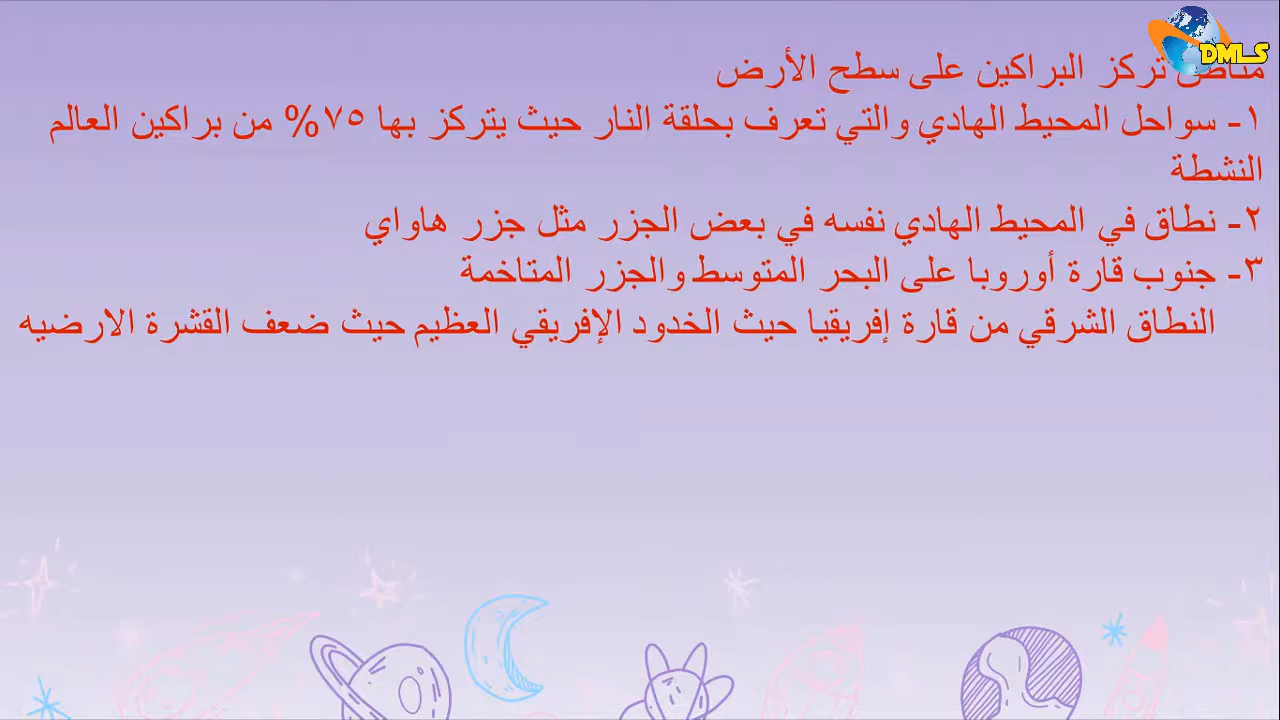 DMLS
مناطق تركز البراكين على سطح الأرض
١- سواحل المحيط الهادي والتي تعرف بحلقة النار حيث يتركز بها ٧٥% من براكين العالم
النشطة
٢- نطاق في المحيط الهادي نفسه في بعض الجزر مثل جزر هاواي
٣- جنوب قارة أوروبا على البحر المتوسط والجزر المتاخمة
النطاق الشرقي من قارة إفريقيا حيث الخدود الإفريقي العظيم حيث ضعف القشرة الارضيه